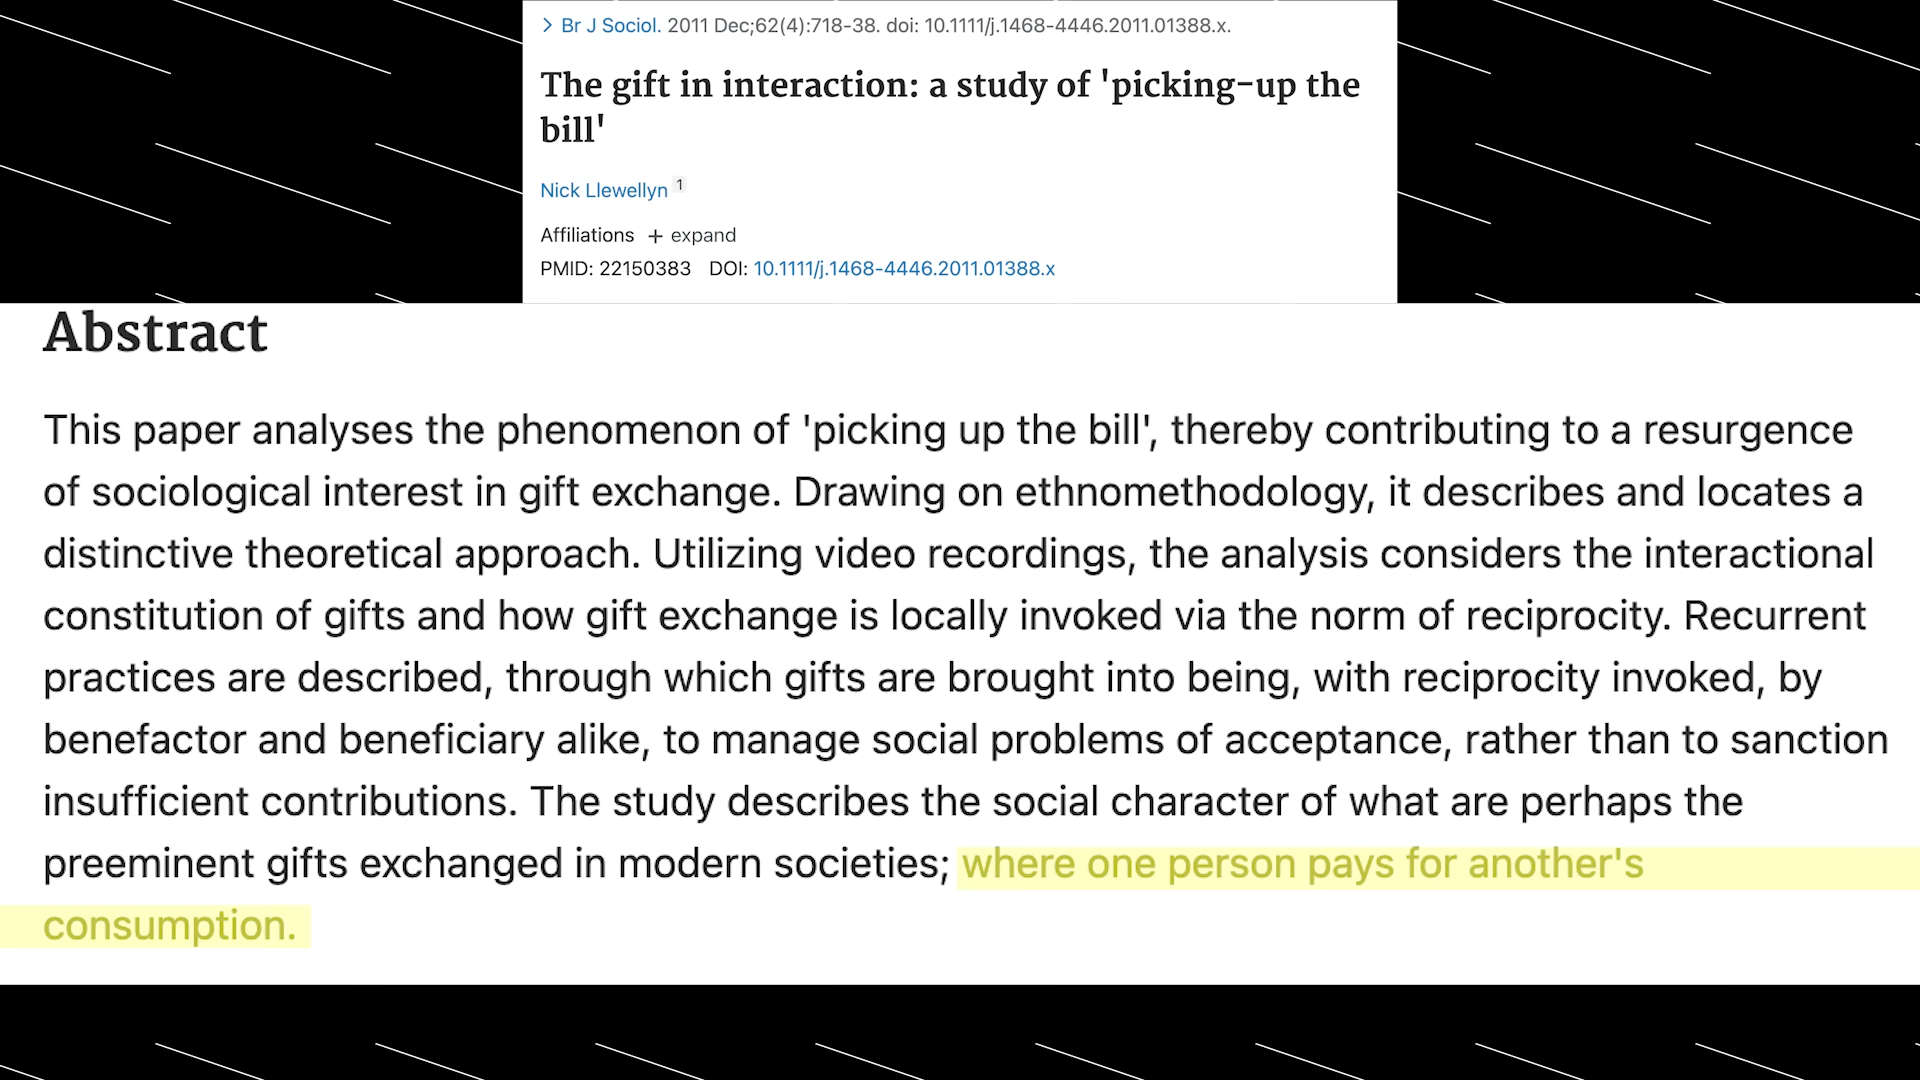 > Br J Sociol. 2011 Dec;62(4):718-38. doi: 10.1111/j.1468-4446.2011.01388.x.
The gift in interaction: a study of 'picking-up the
bill'
Nick Llewellyn 1
Affiliations + expand
PMID: 22150383 DOI: 10.1111/j.1468-4446.2011.01388.x
Abstract
This paper analyses the phenomenon of 'picking up the bill', thereby contributing to a resurgence
of sociological interest in gift exchange. Drawing on ethnomethodology, it describes and locates a
distinctive theoretical approach. Utilizing video recordings, the analysis considers the interactional
constitution of gifts and how gift exchange is locally invoked via the norm of reciprocity. Recurrent
practices are described, through which gifts are brought into being, with reciprocity invoked, by
benefactor and beneficiary alike, to manage social problems of acceptance, rather than to sanction
insufficient contributions. The study describes the social character of what are perhaps the
preeminent gifts exchanged in modern societies; where one person pays for another's
consumption.